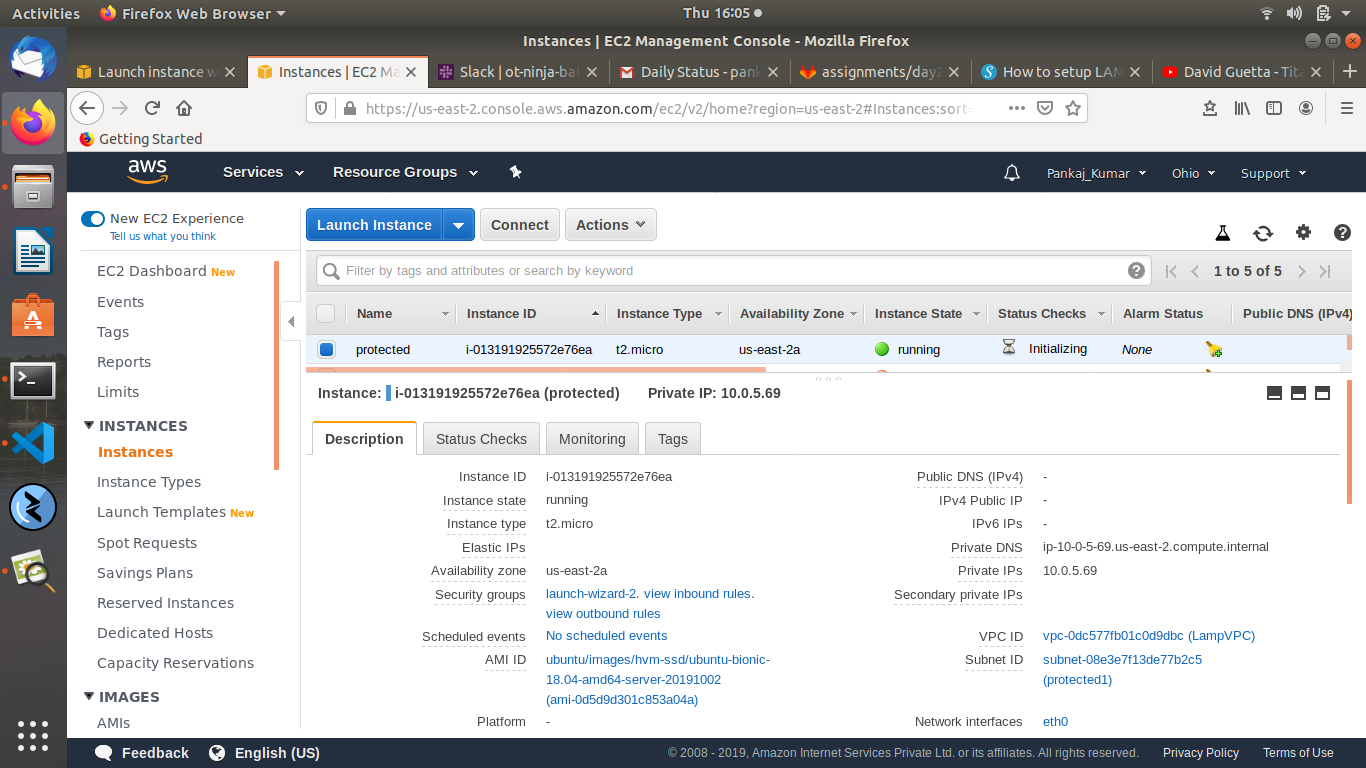 Activities
Firefox Web Browser
Thu 16:05
Instances | EC2 Management Console - Mozilla Firefox
Launch instance w
Instances | EC2 Ma
Slack | ot-ninja-bat
Daily Status - pank
assignments/day2
How to setup LAM
David Guetta - Tita
https://us-east-2.console.aws.amazon.com/ec2/v2/home?region=us-east-2#Instances:sort=
Getting Started
aws
Services
Resource Groups
Pankaj_Kumar
Ohio
Support
New EC2 Experience
Tell us what you think
EC2 Dashboard New
Events
Tags
Reports
Limits
INSTANCES
Instances
Instance Types
Launch Templates New
Spot Requests
Savings Plans
Reserved Instances
Dedicated Hosts
Capacity Reservations
IMAGES
AMIs
Launch Instance
Connect
Actions
Filter by tags and attributes or search by keyword
1 to 5 of 5
Name
Instance ID
Instance Type
Availability Zone
Instance State
Status Checks
Alarm Status
Public DNS (IPv4)
protected
i-013191925572e76ea
t2.micro
us-east-2a
running
Initializing
None
Instance: i-013191925572e76ea (protected)
Private IP: 10.0.5.69
Description
Status Checks
Monitoring
Tags
Instance ID i-013191925572e76ea
Instance state running
Instance type t2.micro
Elastic IPs
Availability zone us-east-2a
Security groups launch-wizard-2. view inbound rules.
view outbound rules
Scheduled events No scheduled events
AMI ID ubuntu/images/hvm-ssd/ubuntu-bionic-
18.04-amd64-server-20191002
(ami-0d5d9d301c853a04a)
Platform -
Public DNS (IPv4) -
IPv4 Public IP -
IPv6 IPs -
Private DNS ip-10-0-5-69.us-east-2.compute.internal
Private IPs 10.0.5.69
Secondary private IPs
VPC ID vpc-0dc577fb01c0d9dbc (LampVPC)
Subnet ID subnet-08e3e7f13de77b2c5
(protected1)
Network interfaces eth0
Feedback
English (US)
© 2008 - 2019, Amazon Internet Services Private Ltd. or its affiliates. All rights reserved.
Privacy Policy
Terms of Use